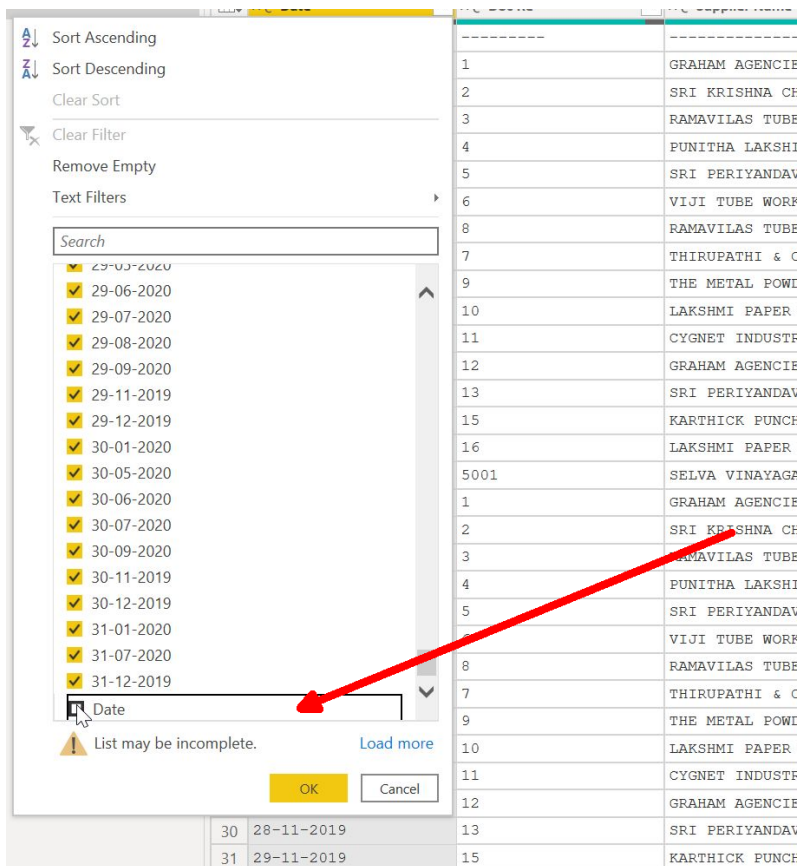 Date
Supplier Name
Sort Ascending
---------
Sort Descending
1 GRAHAM AGENCIE
Clear Sort
2 SRI KRISHNA CH
3 RAMAVILAS TUBE
Clear Filter
4 PUNITHA LAKSHI
Remove Empty
5 SRI PERIYANDAV
Text Filters
6 VIJI TUBE WORK
8 RAMAVILAS TUBE
Search
7 THIRUPATHI & C
29-05-2020
9 THE METAL POWD
29-06-2020
10 LAKSHMI PAPER
29-07-2020
11 CYGNET INDUSTR
29-08-2020
12 GRAHAM AGENCIE
29-09-2020
13 SRI PERIYANDAV
29-11-2019
15 KARTHICK PUNCH
29-12-2019
16 LAKSHMI PAPER
30-01-2020
5001 SELVA VINAYAGA
30-05-2020
1 GRAHAM AGENCIE
30-06-2020
2 SRI KRISHNA CH
30-07-2020
3 RAMAVILAS TUBE
30-09-2020
4 PUNITHA LAKSHI
30-11-2019
5 SRI PERIYANDAV
30-12-2019
VIJI TUBE WORK
31-01-2020
8 RAMAVILAS TUBE
31-07-2020
7 THIRUPATHI & C
31-12-2019
9 THE METAL POWD
Date
10 LAKSHMI PAPER
List may be incomplete. Load more
11 CYGNET INDUSTR
OK Cancel
12 GRAHAM AGENCIE
30 28-11-2019 13 SRI PERIYANDAV
31 29-11-2019 15 KARTHICK PUNCH